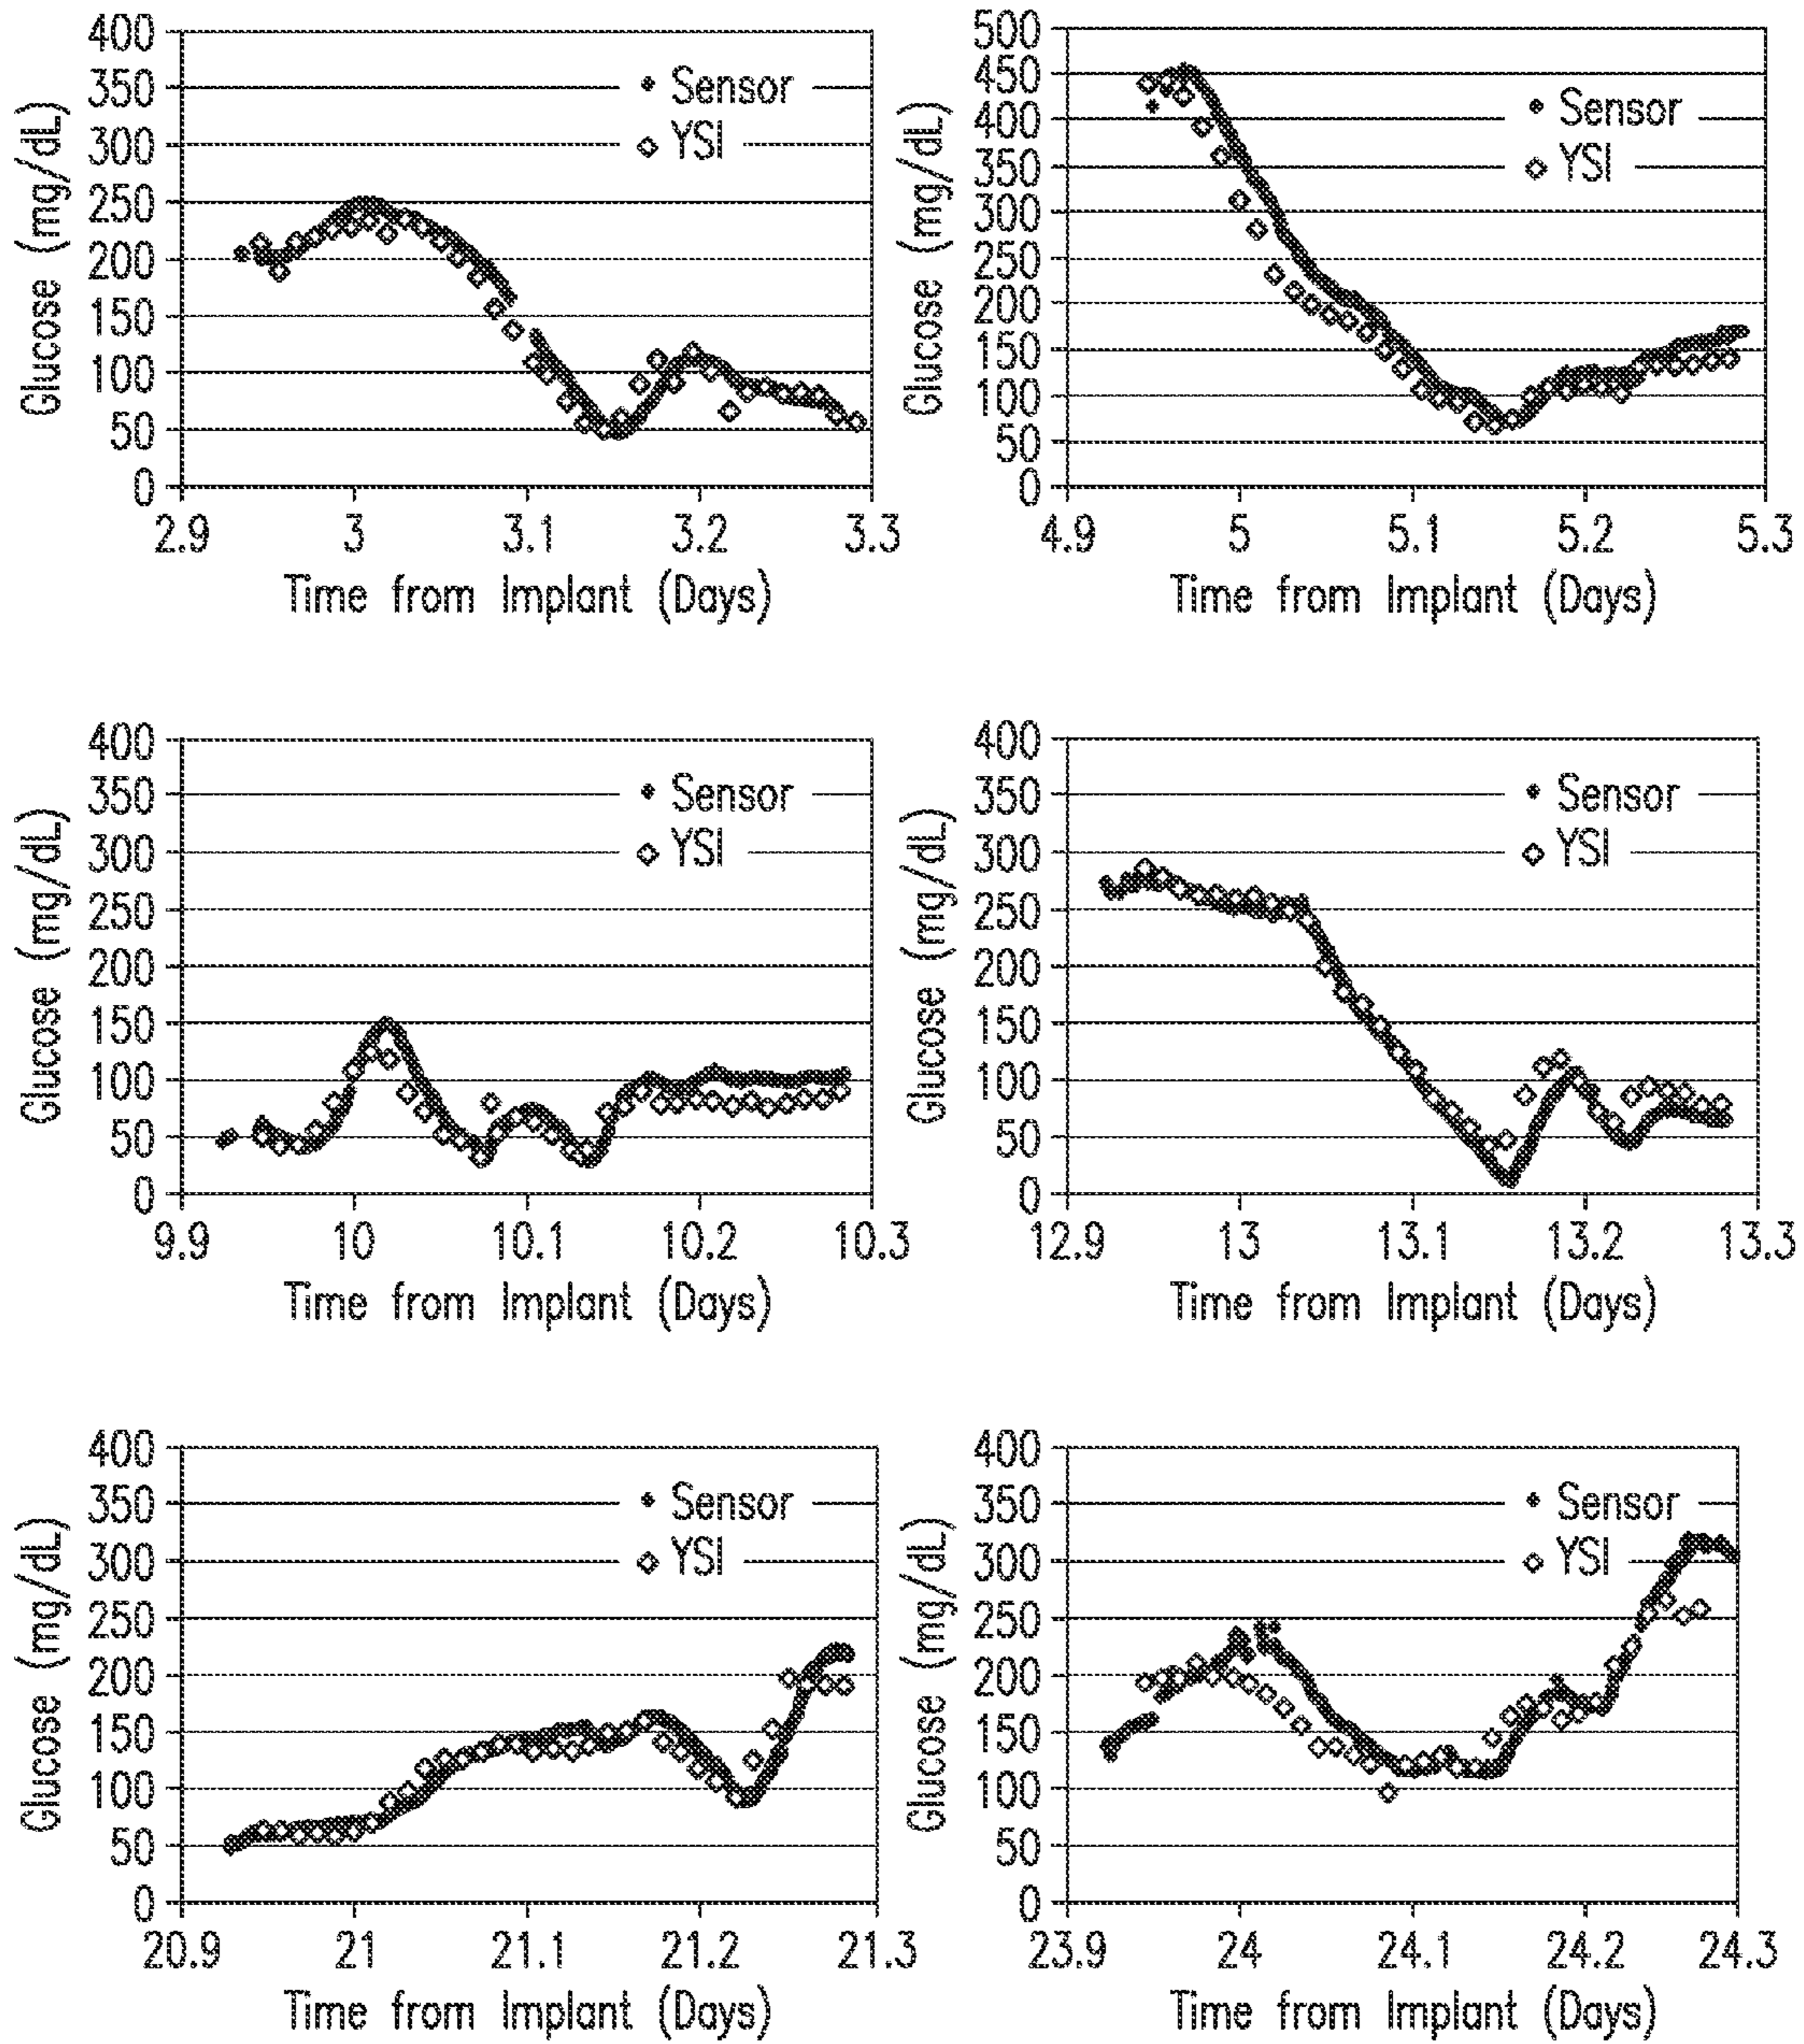 400
350
300
250
200
150
100
50
0
Glucose (mg/dL)
Sensor
YSI
2.9 3 3.1 3.2 3.3
Time from Implant (Days)
500
450
400
350
300
250
200
150
100
50
0
Glucose (mg/dL)
Sensor
YSI
4.9 5 5.1 5.2 5.3
Time from Implant (Days)
400
350
300
250
200
150
100
50
0
Glucose (mg/dL)
Sensor
YSI
9.9 10 10.1 10.2 10.3
Time from Implant (Days)
400
350
300
250
200
150
100
50
0
Glucose (mg/dL)
Sensor
YSI
12.9 13 13.1 13.2 13.3
Time from Implant (Days)
400
350
300
250
200
150
100
50
0
Glucose (mg/dL)
Sensor
YSI
20.9 21 21.1 21.2 21.3
Time from Implant (Days)
400
350
300
250
200
150
100
50
0
Glucose (mg/dL)
Sensor
YSI
23.9 24 24.1 24.2 24.3
Time from Implant (Days)